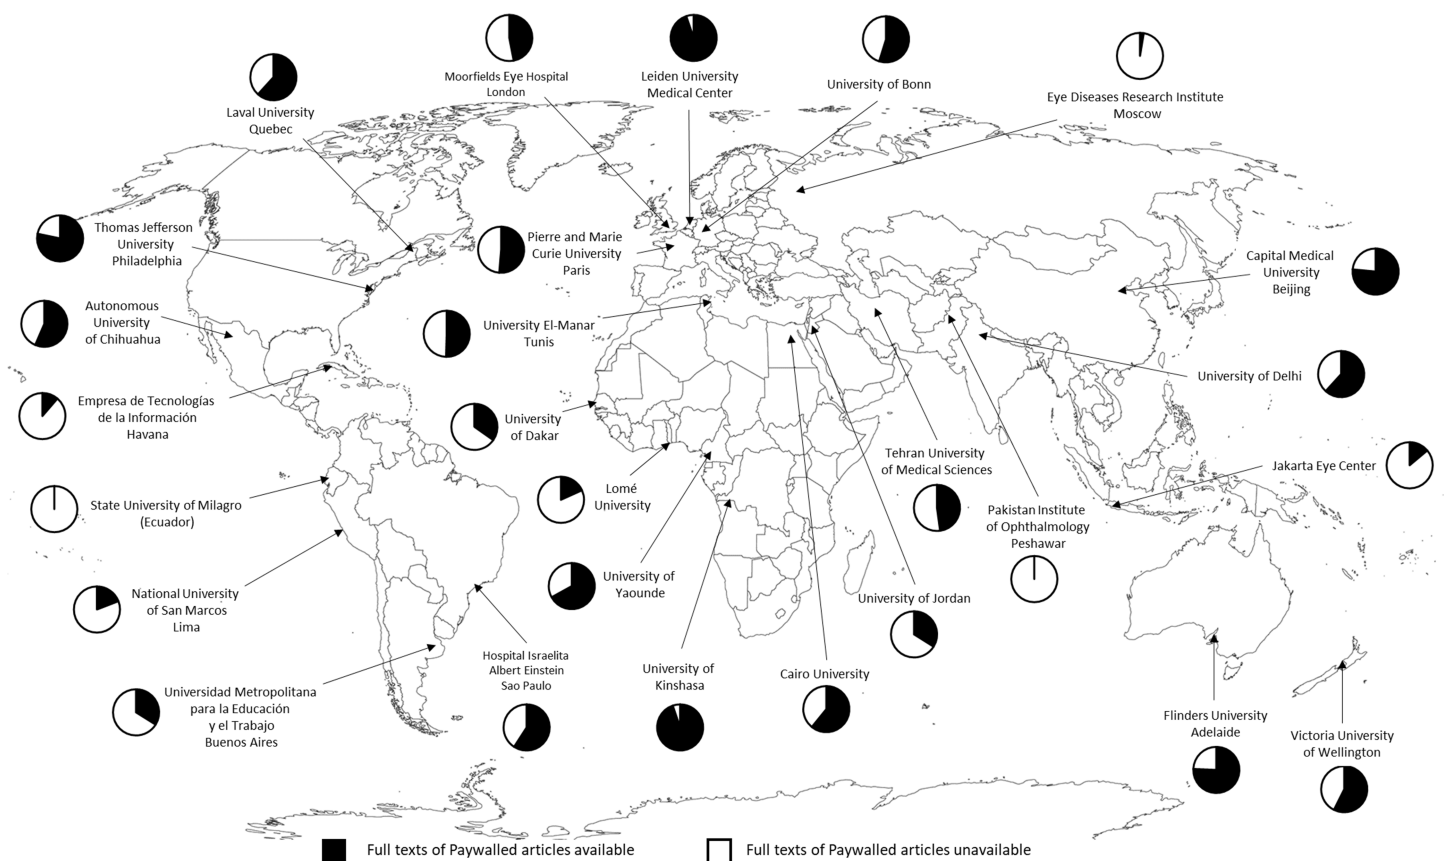 Moorfields Eye Hospital
London
Leiden University
Medical Center
University of Bonn
Eye Diseases Research Institute
Moscow
Laval University
Quebec
Thomas Jefferson
University
Philadelphia
Pierre and Marie
Curie University
Paris
Capital Medical
University
Beijing
Autonomous
University
of Chihuahua
University El-Manar
Tunis
University of Delhi
Empresa de Tecnologías
de la Información
Havana
University
of Dakar
Tehran University
of Medical Sciences
Jakarta Eye Center
State University of Milagro
(Ecuador)
Lomé
University
Pakistan Institute
of Ophthalmology
Peshawar
National University
of San Marcos
Lima
University of
Yaounde
University of Jordan
Hospital Israelita
Albert Einstein
Sao Paulo
University of
Kinshasa
Cairo University
Universidad Metropolitana
para la Educación
y el Trabajo
Buenos Aires
Flinders University
Adelaide
Victoria University
of Wellington
Full texts of Paywalled articles available
Full texts of Paywalled articles unavailable